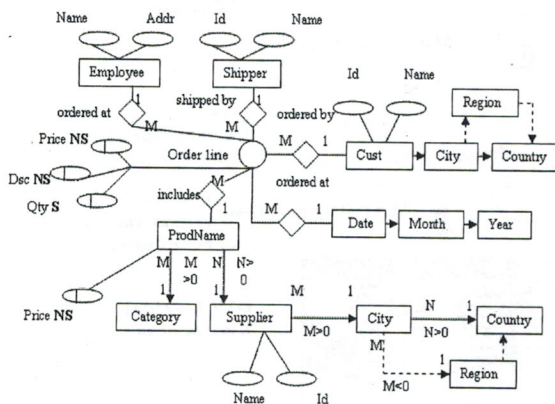 Name Addr Id Name
Employee Shipper
Id Name
Region
1 1
ordered at shipped by ordered by
M M
Price NS
M 1
Order line Cust City Country
Dsc NS
ordered at
M
includes
Qty S
M 1
1
Date Month Year
ProdName
M M >0 N N> 0
M 1 N 1
Price NS
1 1
Category Supplier City Country
M>0 N>0
M
1
Region
M<0
Name Id